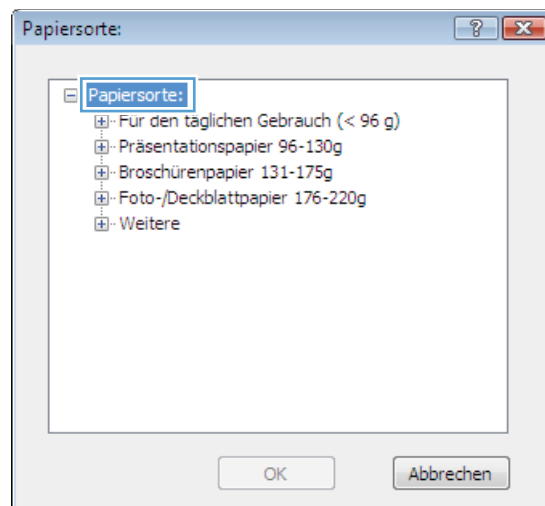 Papiersorte:
Papiersorte:
Für den täglichen Gebrauch (< 96 g)
Präsentationspapier 96-130g
Broschürenpapier 131-175g
Foto-/Deckblattpapier 176-220g
Weitere
OK
Abbrechen